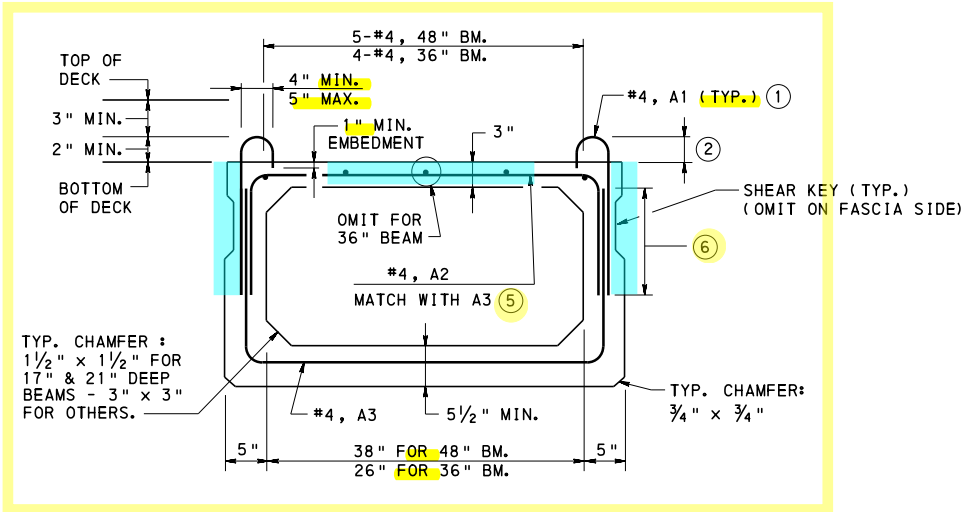 5-#4, 48" BM.
4-#4, 36" BM.
TOP OF
DECK
4" MIN.
5" MAX.
#4, A1 (TYP.) 1
3" MIN.
1" MIN.
EMBEDMENT
3"
2" MIN.
2
BOTTOM
OF DECK
SHEAR KEY (TYP.)
(OMIT ON FASCIA SIDE)
OMIT FOR
36" BEAM
6
#4, A2
MATCH WITH A3 5
TYP. CHAMFER :
1½" x 1½" FOR
17" & 21" DEEP
BEAMS - 3" x 3"
FOR OTHERS.
TYP. CHAMFER:
¾" x ¾"
#4, A3
5½" MIN.
5"
38" FOR 48" BM.
26" FOR 36" BM.
5"